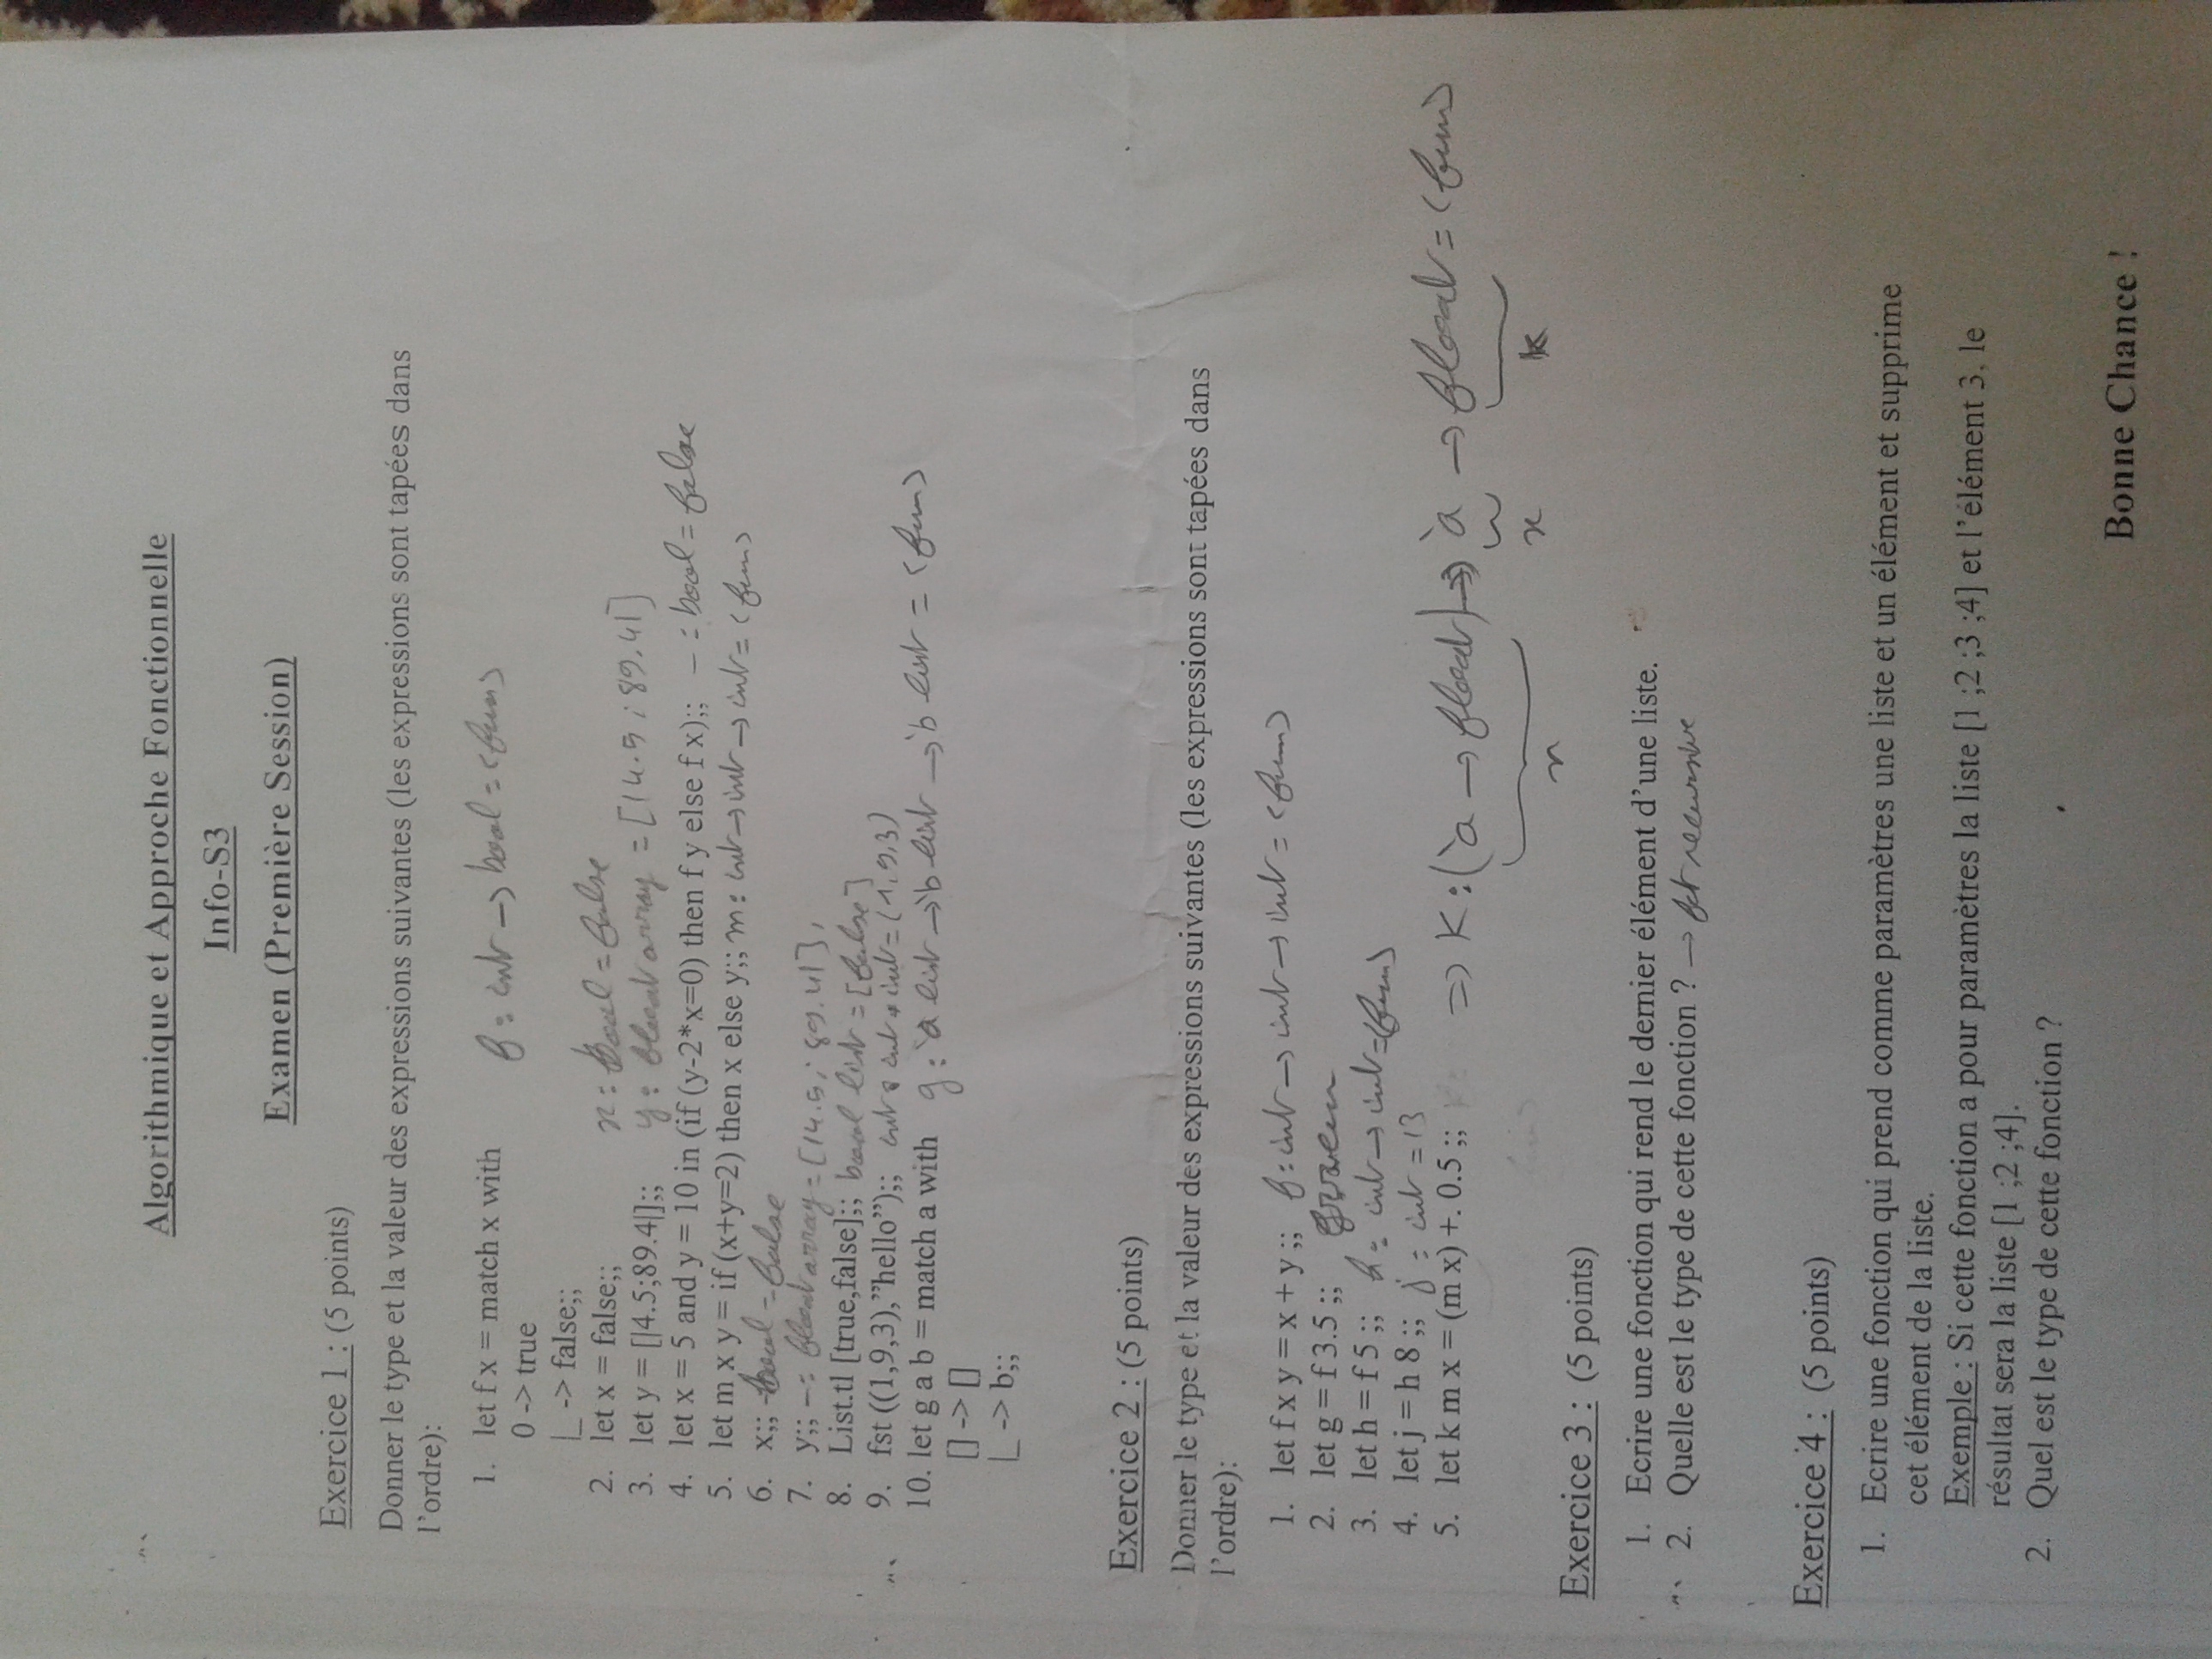 Algorithmique et Approche Fonctionnelle
Info-S3
Examen (Première Session)
Exercice 1 : (5 points)
Donner le type et la valeur des expressions suivantes (les expressions sont tapées dans
l'ordre):
1. let f x = match x with f : int -> bool = <fun>
0 -> true
|_ -> false;;
2. let x = false;; x : bool = false
3. let y = [|4.5;89.4|];; y : float array = [|4.5 ; 89.4|]
4. let x = 5 and y = 10 in (if (y-2*x=0) then f y else f x);; - : bool = false
5. let m x y = if (x+y=2) then x else y;; m : int -> int -> int = <fun>
6. x;; - bool = false
7. y;; - : float array = [|4.5 ; 89.4|],
8. List.tl [true,false];; bool list = [false]
9. fst ((1,9,3),"hello");; int * int * int = (1,9,3)
10. let g a b = match a with g : 'a list -> 'b list -> 'b list = <fun>
[] -> []
|_ -> b;;
Exercice 2 : (5 points)
Donner le type et la valeur des expressions suivantes (les expressions sont tapées dans
l'ordre):
1. let f x y = x + y ;; f : int -> int -> int = <fun>
2. let g = f 3.5 ;;
3. let h = f 5 ;; h : int -> int = <fun>
4. let j = h 8 ;; j : int = 13
5. let k m x = (m x) +. 0.5 ;; => K : ('a -> float) -> 'a -> float = <fun>
n x k
Exercice 3 : (5 points)
1. Ecrire une fonction qui rend le dernier élément d'une liste.
2. Quelle est le type de cette fonction ? -> fct recursive
Exercice 4 : (5 points)
1. Ecrire une fonction qui prend comme paramètres une liste et un élément et supprime
cet élément de la liste.
Exemple : Si cette fonction a pour paramètres la liste [1 ;2 ;3 ;4] et l'élément 3, le
résultat sera la liste [1 ;2 ;4].
2. Quel est le type de cette fonction ?
Bonne Chance !